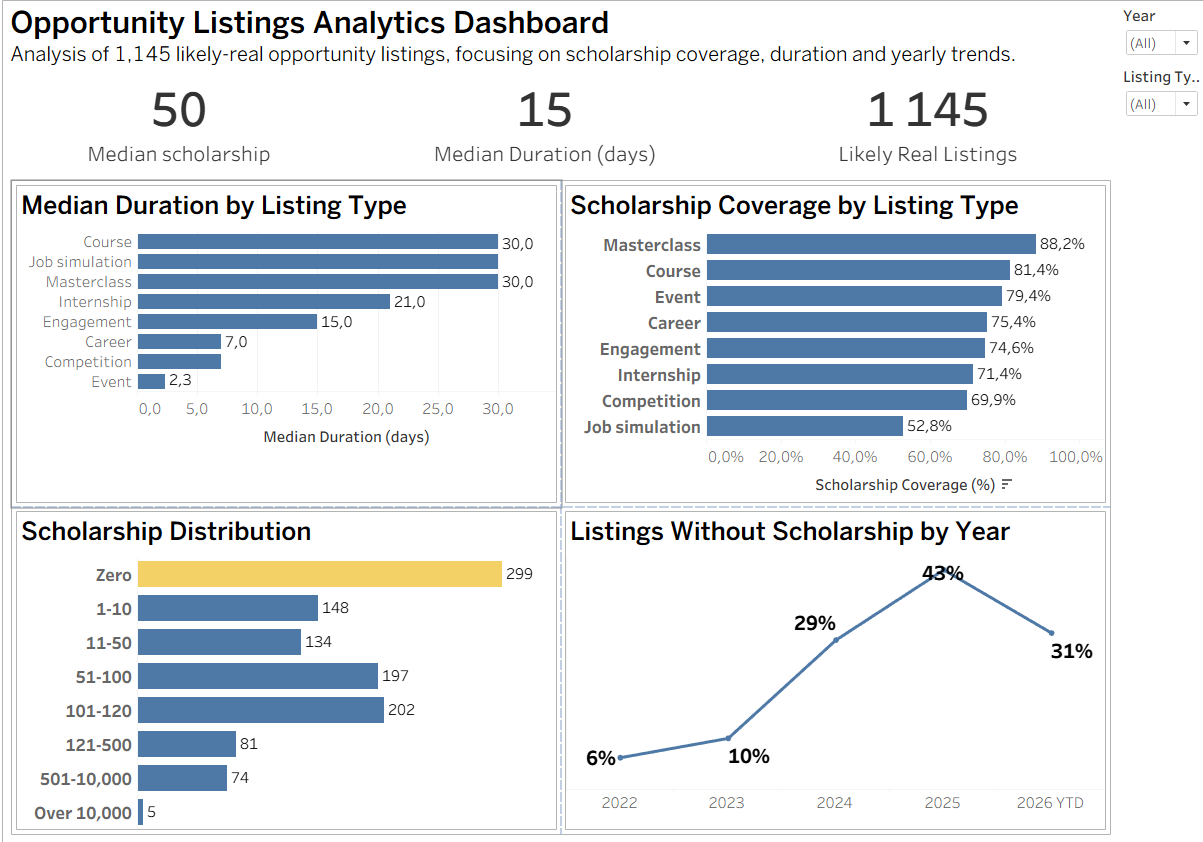 Opportunity Listings Analytics Dashboard
Analysis of 1,145 likely-real opportunity listings, focusing on scholarship coverage, duration and yearly trends.
Year
(All)
Listing Ty..
(All)
50
Median scholarship
15
Median Duration (days)
1 145
Likely Real Listings
Median Duration by Listing Type
Course 30,0
Job simulation
Masterclass 30,0
Internship 21,0
Engagement 15,0
Career 7,0
Competition
Event 2,3
0,0 5,0 10,0 15,0 20,0 25,0 30,0
Median Duration (days)
Scholarship Coverage by Listing Type
Masterclass 88,2%
Course 81,4%
Event 79,4%
Career 75,4%
Engagement 74,6%
Internship 71,4%
Competition 69,9%
Job simulation 52,8%
0,0% 20,0% 40,0% 60,0% 80,0% 100,0%
Scholarship Coverage (%)
Scholarship Distribution
Zero 299
1-10 148
11-50 134
51-100 197
101-120 202
121-500 81
501-10,000 74
Over 10,000 5
Listings Without Scholarship by Year
6%
10%
29%
43%
31%
2022 2023 2024 2025 2026 YTD